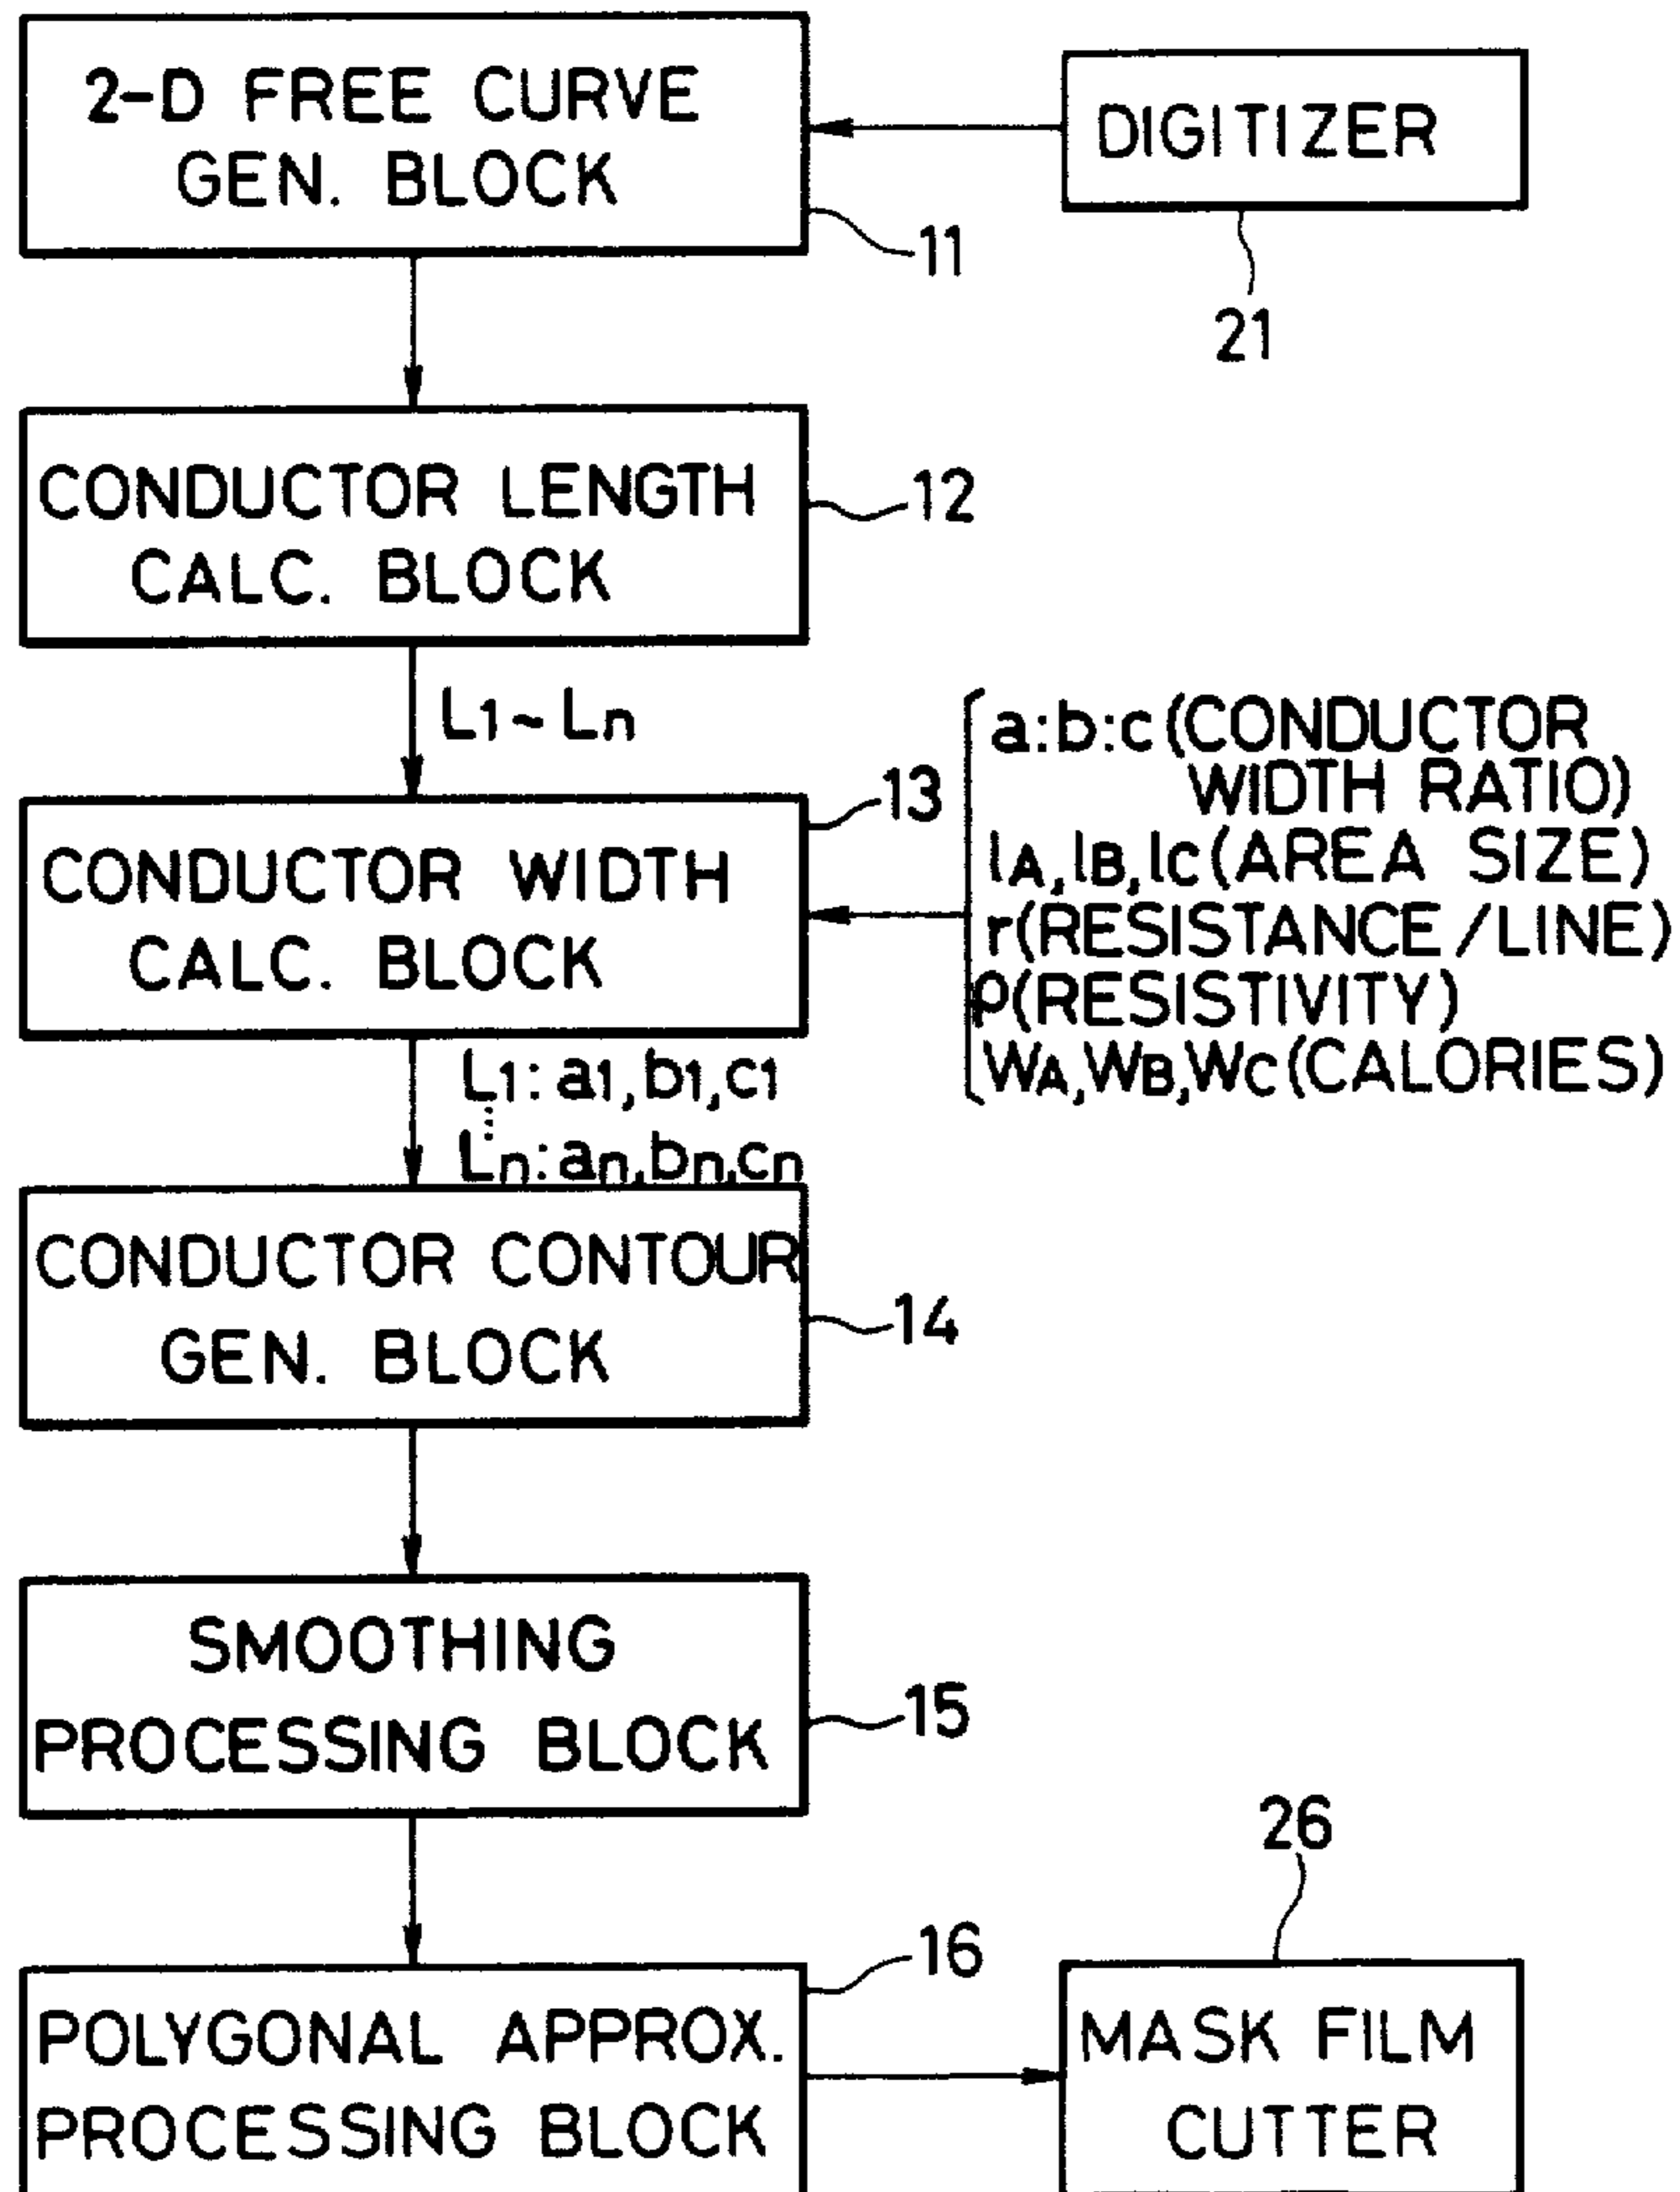 2-D FREE CURVE
GEN. BLOCK
DIGITIZER
11
21
CONDUCTOR LENGTH
CALC. BLOCK
12
L1~Ln
13
CONDUCTOR WIDTH
CALC. BLOCK
a:b:c(CONDUCTOR
WIDTH RATIO)
lA,lB,lC(AREA SIZE)
r(RESISTANCE/LINE)
ρ(RESISTIVITY)
WA,WB,WC(CALORIES)
L1:a1,b1,c1
⋮
Ln:an,bn,cn
CONDUCTOR CONTOUR
GEN. BLOCK
14
SMOOTHING
PROCESSING BLOCK
15
16
26
POLYGONAL APPROX.
PROCESSING BLOCK
MASK FILM
CUTTER